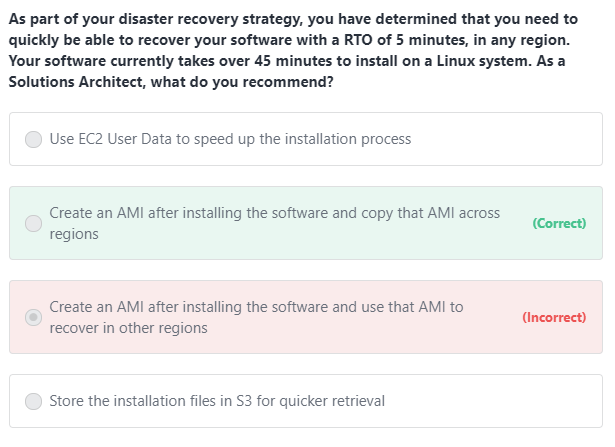 As part of your disaster recovery strategy, you have determined that you need to
quickly be able to recover your software with a RTO of 5 minutes, in any region.
Your software currently takes over 45 minutes to install on a Linux system. As a
Solutions Architect, what do you recommend?
Use EC2 User Data to speed up the installation process
Create an AMI after installing the software and copy that AMI across
regions
(Correct)
Create an AMI after installing the software and use that AMI to
recover in other regions
(Incorrect)
Store the installation files in S3 for quicker retrieval